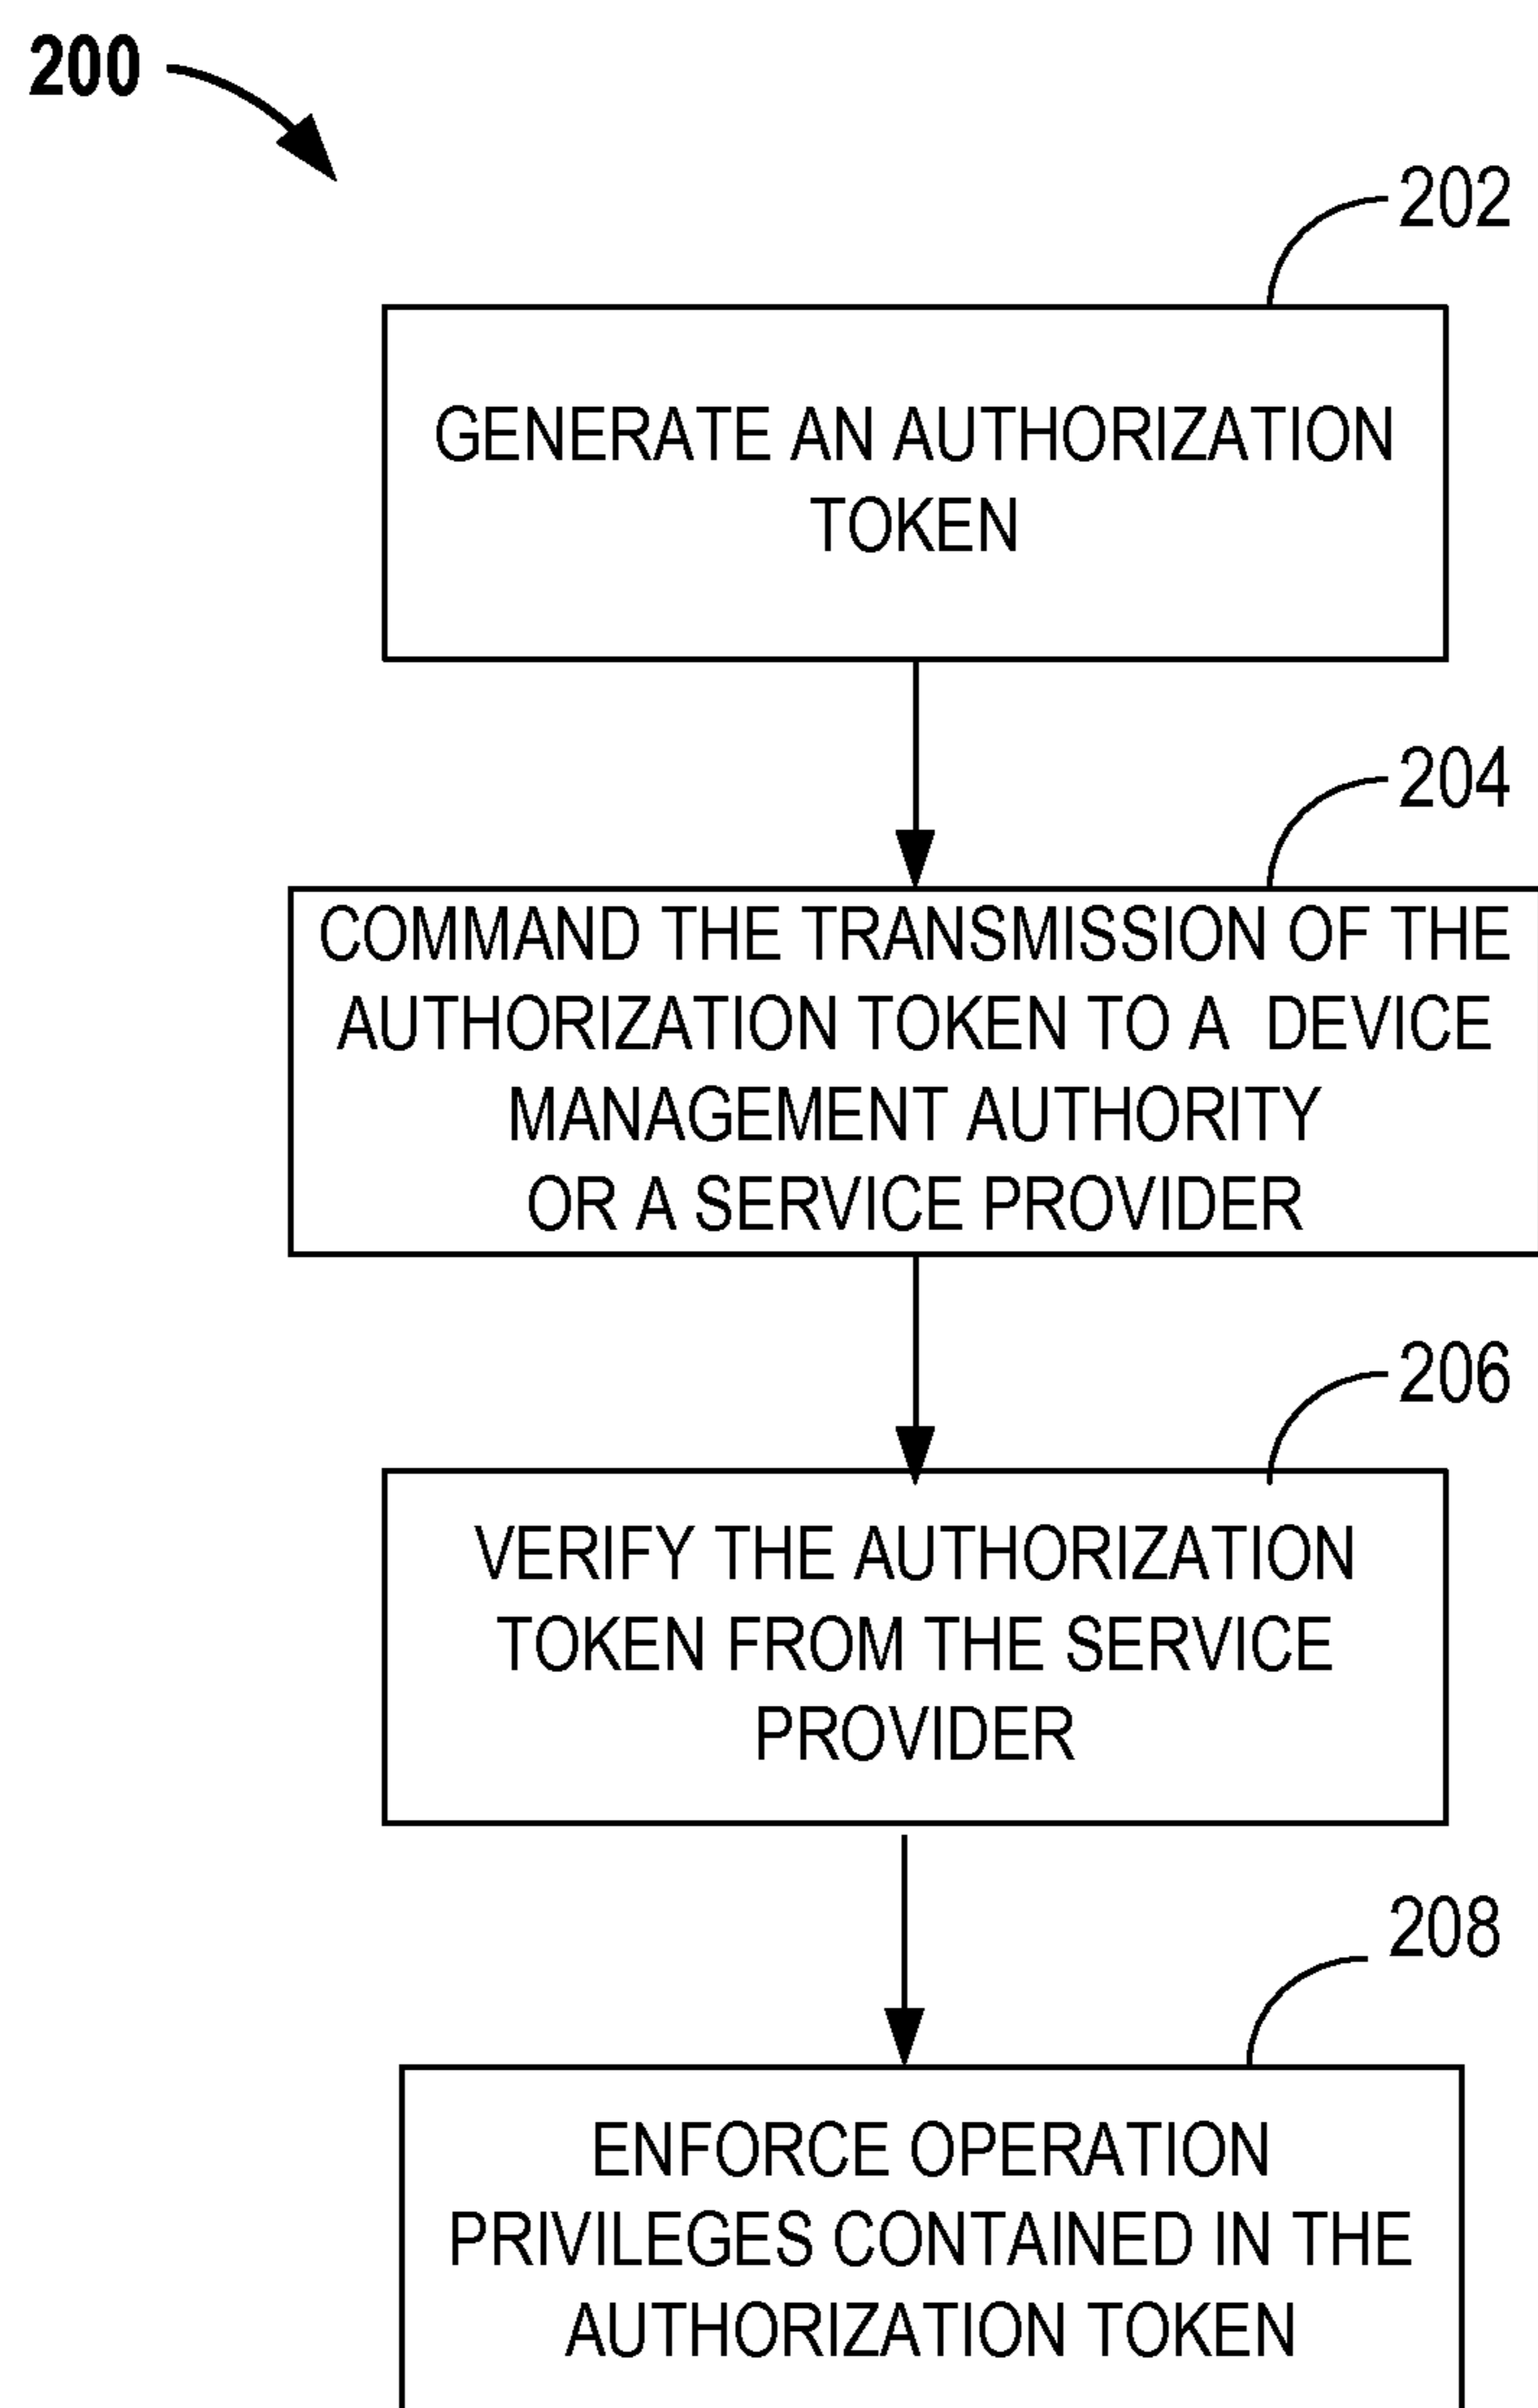 200
202
GENERATE AN AUTHORIZATION
TOKEN
204
COMMAND THE TRANSMISSION OF THE
AUTHORIZATION TOKEN TO A DEVICE
MANAGEMENT AUTHORITY
OR A SERVICE PROVIDER
206
VERIFY THE AUTHORIZATION
TOKEN FROM THE SERVICE
PROVIDER
208
ENFORCE OPERATION
PRIVILEGES CONTAINED IN THE
AUTHORIZATION TOKEN